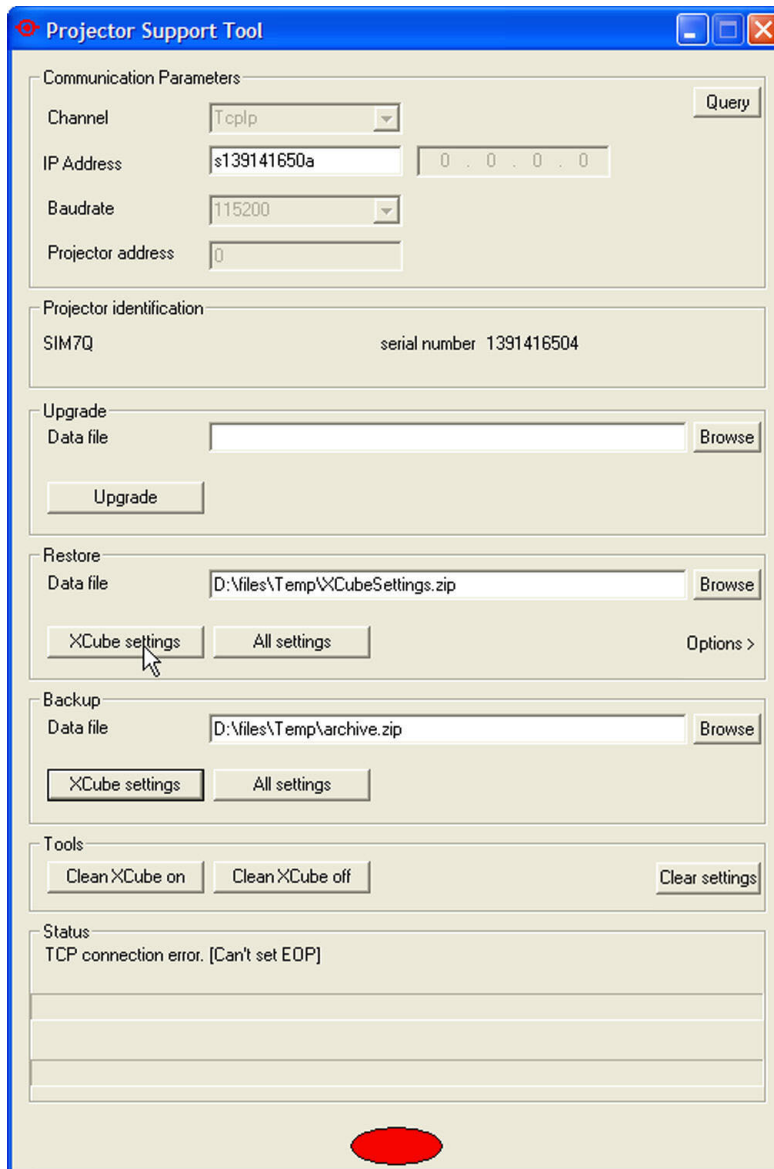 Projector Support Tool
Communication Parameters
Query
Channel TcpIp
IP Address s139141650a 0 . 0 . 0 . 0
Baudrate 115200
Projector address 0
Projector identification
SIM7Q serial number 1391416504
Upgrade
Data file Browse
Upgrade
Restore
Data file D:\files\Temp\XCubeSettings.zip Browse
XCube settings All settings Options >
Backup
Data file D:\files\Temp\archive.zip Browse
XCube settings All settings
Tools
Clean XCube on Clean XCube off Clear settings
Status
TCP connection error. [Can't set EOP]